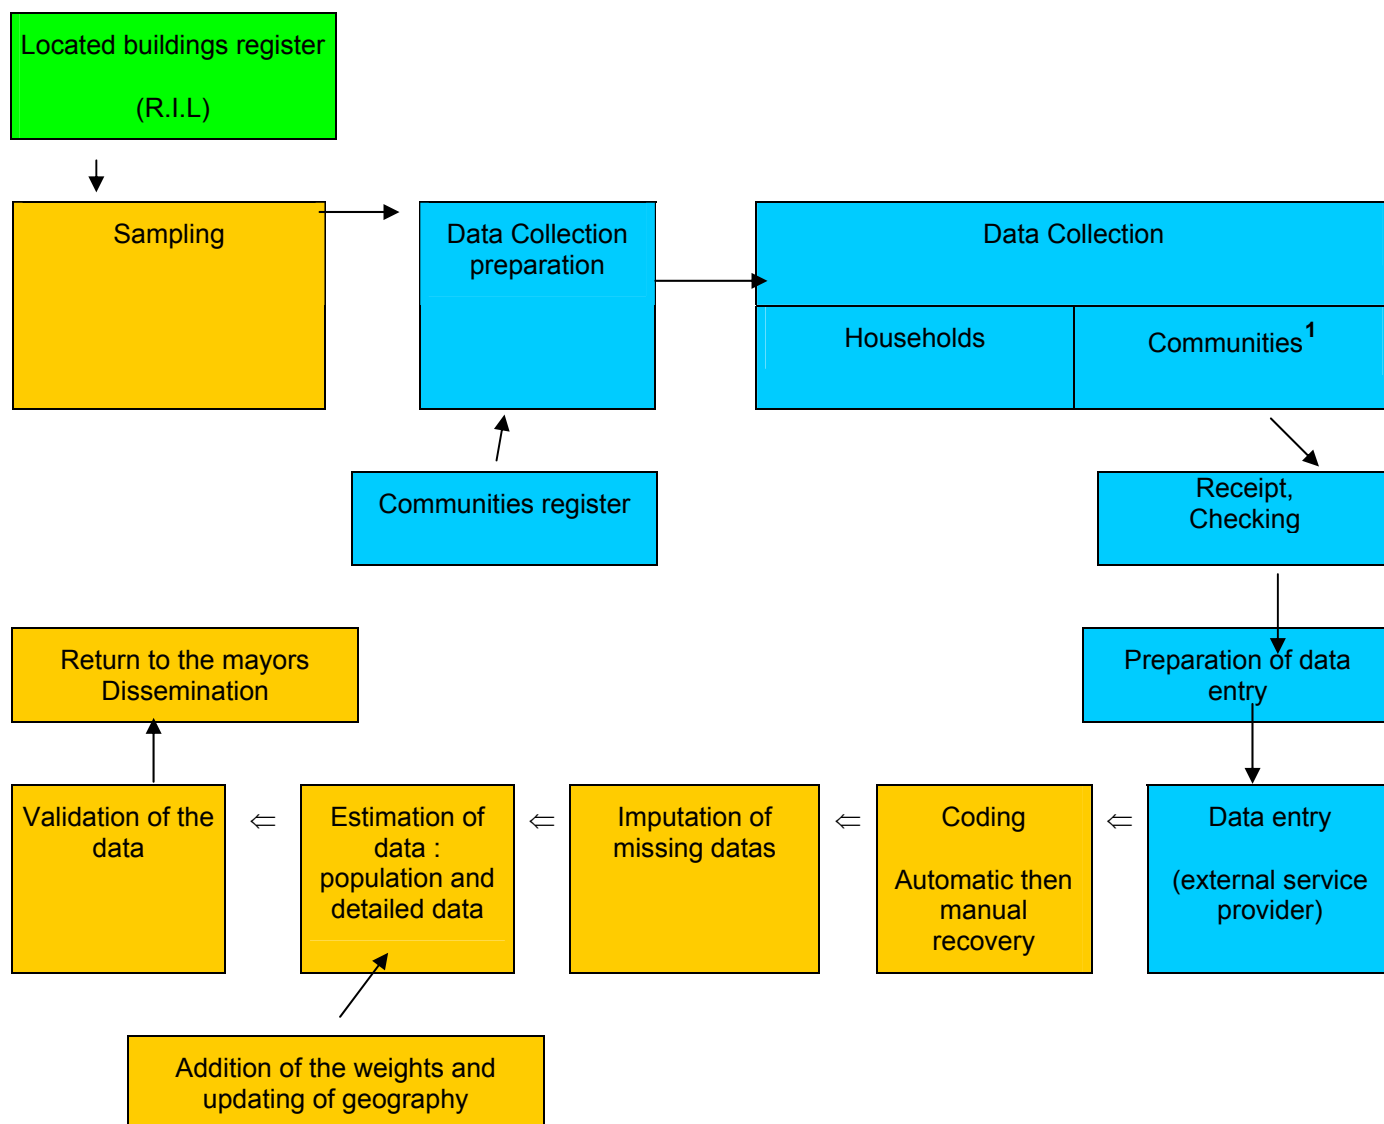 Located buildings register
(R.I.L)
Sampling
Data Collection
preparation
Data Collection
Households
Communities1
Communities register
Receipt,
Checking
Return to the mayors
Dissemination
Preparation of data
entry
Validation of the
data
⇐
Estimation of
data :
population and
detailed data
⇐
Imputation of
missing datas
⇐
Coding
Automatic then
manual
recovery
⇐
Data entry
(external service
provider)
Addition of the weights and
updating of geography